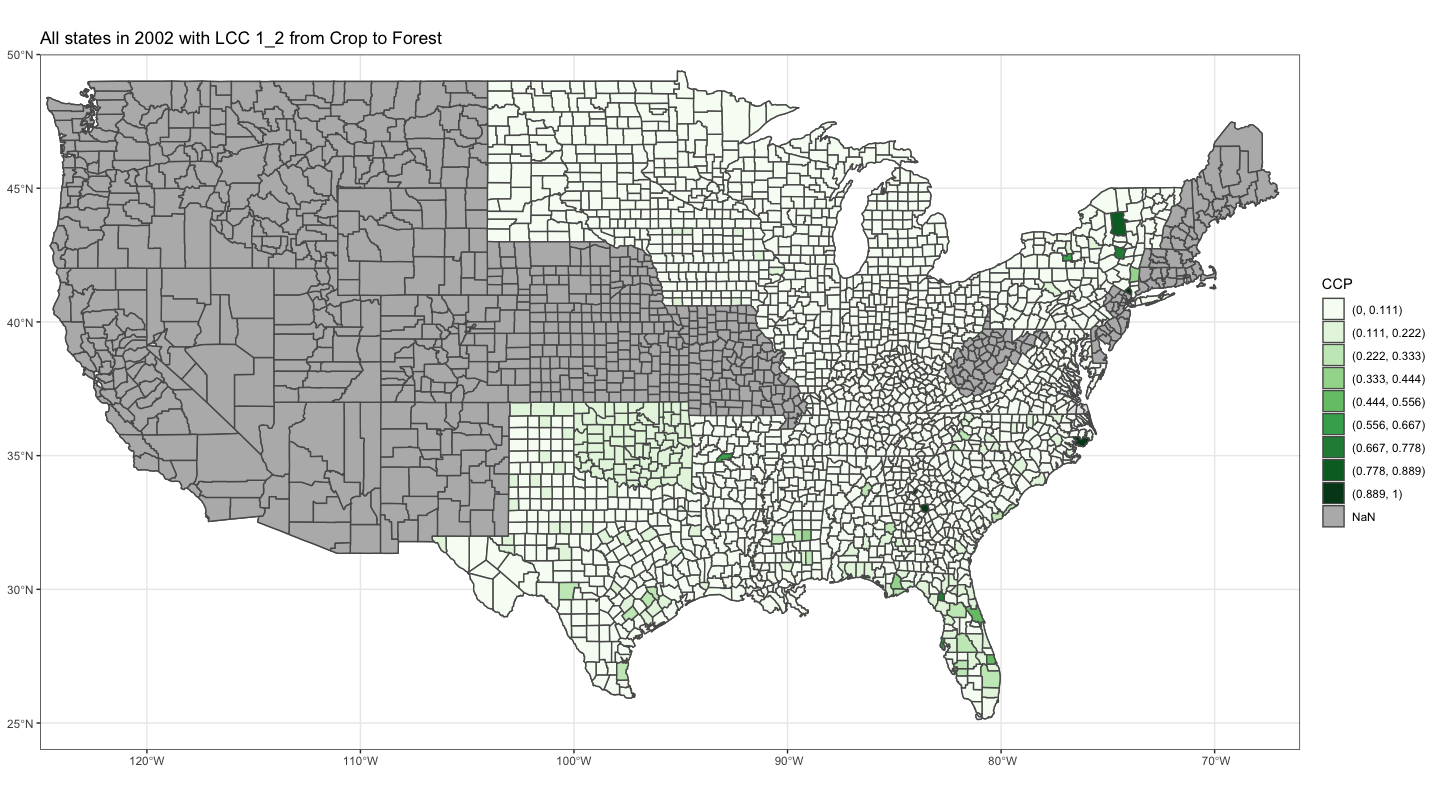 All states in 2002 with LCC 1_2 from Crop to Forest
50°N
45°N
40°N
35°N
30°N
25°N
120°W
110°W
100°W
90°W
80°W
70°W
CCP
(0, 0.111)
(0.111, 0.222)
(0.222, 0.333)
(0.333, 0.444)
(0.444, 0.556)
(0.556, 0.667)
(0.667, 0.778)
(0.778, 0.889)
(0.889, 1)
NaN